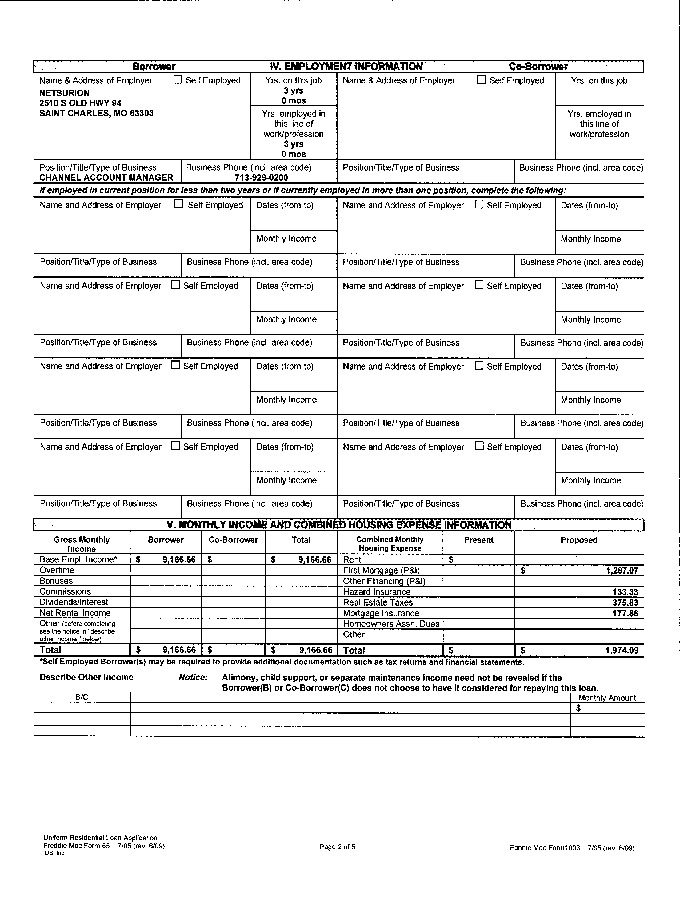 Borrower IV. EMPLOYMENT INFORMATION Co-Borrower
Name & Address of Employer ☐ Self Employed Yrs. on this job Name & Address of Employer ☐ Self Employed Yrs. on this job
NETSURION 3 yrs
2510 S OLD HWY 94 0 mos
SAINT CHARLES, MO 63303 Yrs. employed in this line of work/profession Yrs. employed in this line of work/profession
3 yrs
0 mos
Position/Title/Type of Business Business Phone (incl. area code) Position/Title/Type of Business Business Phone (incl. area code)
CHANNEL ACCOUNT MANAGER 713-929-0200
If employed in current position for less than two years or if currently employed in more than one position, complete the following:
Name and Address of Employer ☐ Self Employed Dates (from-to) Name and Address of Employer ☐ Self Employed Dates (from-to)
Monthly Income Monthly Income
Position/Title/Type of Business Business Phone (incl. area code) Position/Title/Type of Business Business Phone (incl. area code)
Name and Address of Employer ☐ Self Employed Dates (from-to) Name and Address of Employer ☐ Self Employed Dates (from-to)
Monthly Income Monthly Income
Position/Title/Type of Business Business Phone (incl. area code) Position/Title/Type of Business Business Phone (incl. area code)
Name and Address of Employer ☐ Self Employed Dates (from-to) Name and Address of Employer ☐ Self Employed Dates (from-to)
Monthly Income Monthly Income
Position/Title/Type of Business Business Phone (incl. area code) Position/Title/Type of Business Business Phone (incl. area code)
Name and Address of Employer ☐ Self Employed Dates (from-to) Name and Address of Employer ☐ Self Employed Dates (from-to)
Monthly Income Monthly Income
Position/Title/Type of Business Business Phone (incl. area code) Position/Title/Type of Business Business Phone (incl. area code)
V. MONTHLY INCOME AND COMBINED HOUSING EXPENSE INFORMATION
Gross Monthly Income Borrower Co-Borrower Total Combined Monthly Housing Expense Present Proposed
Base Empl. Income* $ 9,166.66 $ $ 9,166.66 Rent $
Overtime First Mortgage (P&I) $ 1,287.07
Bonuses Other Financing (P&I)
Commissions Hazard Insurance 133.33
Dividends/Interest Real Estate Taxes 375.83
Net Rental Income Mortgage Insurance 177.86
Other (before completing Homeowners Assn. Dues
see the notice in "describe Other
other income," below)
Total $ 9,166.66 $ $ 9,166.66 Total $ $ 1,974.09
*Self Employed Borrower(s) may be required to provide additional documentation such as tax returns and financial statements.
Describe Other Income Notice: Alimony, child support, or separate maintenance income need not be revealed if the
Borrower(B) or Co-Borrower(C) does not choose to have it considered for repaying this loan.
B/C Monthly Amount
$
Uniform Residential Loan Application
Freddie Mac Form 65 7/05 (rev. 6/09) Page 2 of 5 Fannie Mae Form 1003 7/05 (rev. 6/09)